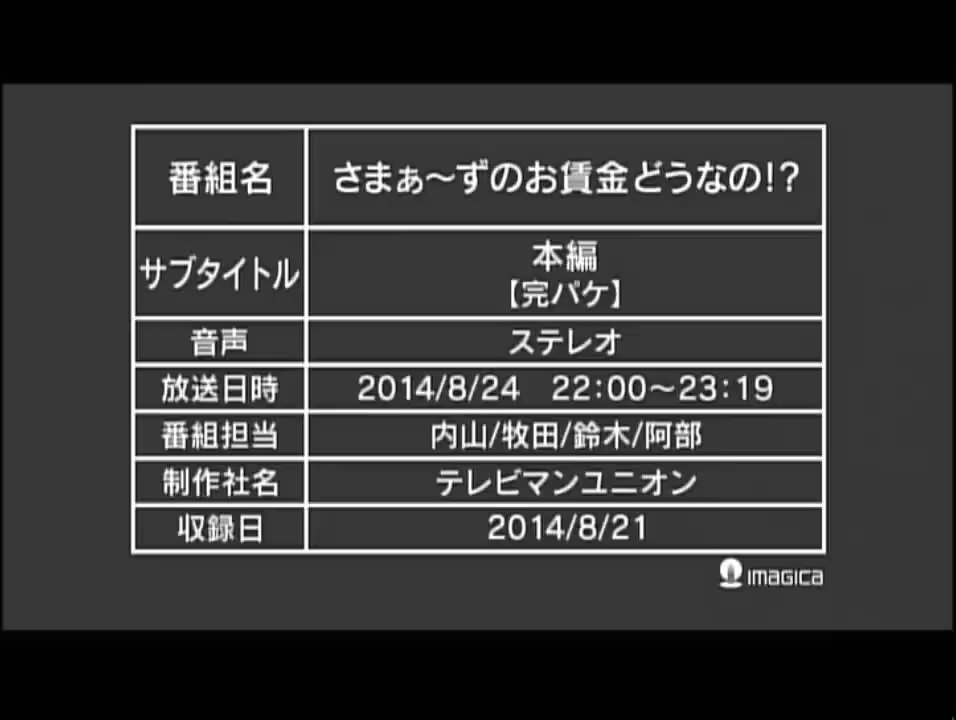 番組名 さまぁ～ずのお賃金どうなの!?
サブタイトル 本編
【完パケ】
音声 ステレオ
放送日時 2014/8/24 22:00～23:19
番組担当 内山/牧田/鈴木/阿部
制作社名 テレビマンユニオン
収録日 2014/8/21
IMAGICA